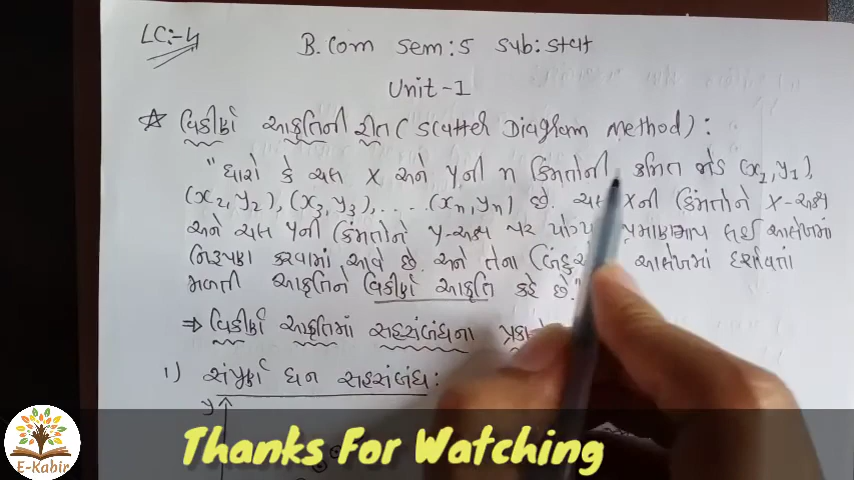 LC:-4
B.com sem:5 sub:stat
Unit-1
☆ વિકીર્ણ આકૃતિની રીત (Scatter Diagram Method):
"ધારો કે ચલ x અને yની n કિંમતોની ક્રમિત જોડ (x1, y1),
(x2, y2), (x3, y3), .... (xn, yn) છે. ચલ xની કિંમતોને x-અક્ષ
અને ચલ yની કિંમતોને y-અક્ષ પર યોગ્ય પ્રમાણમાપ લઈ આલેખમાં
નિરૂપણ કરવામાં આવે છે. અને તેના આલેખમાં દર્શાવતાં
મળતી આકૃતિને વિકીર્ણ આકૃતિ કહે છે."
⇒ વિકીર્ણ આકૃતિમાં સહસંબંધના
1) સંપૂર્ણ ધન સહસંબંધ:
y
Thanks For Watching
E-Kabir